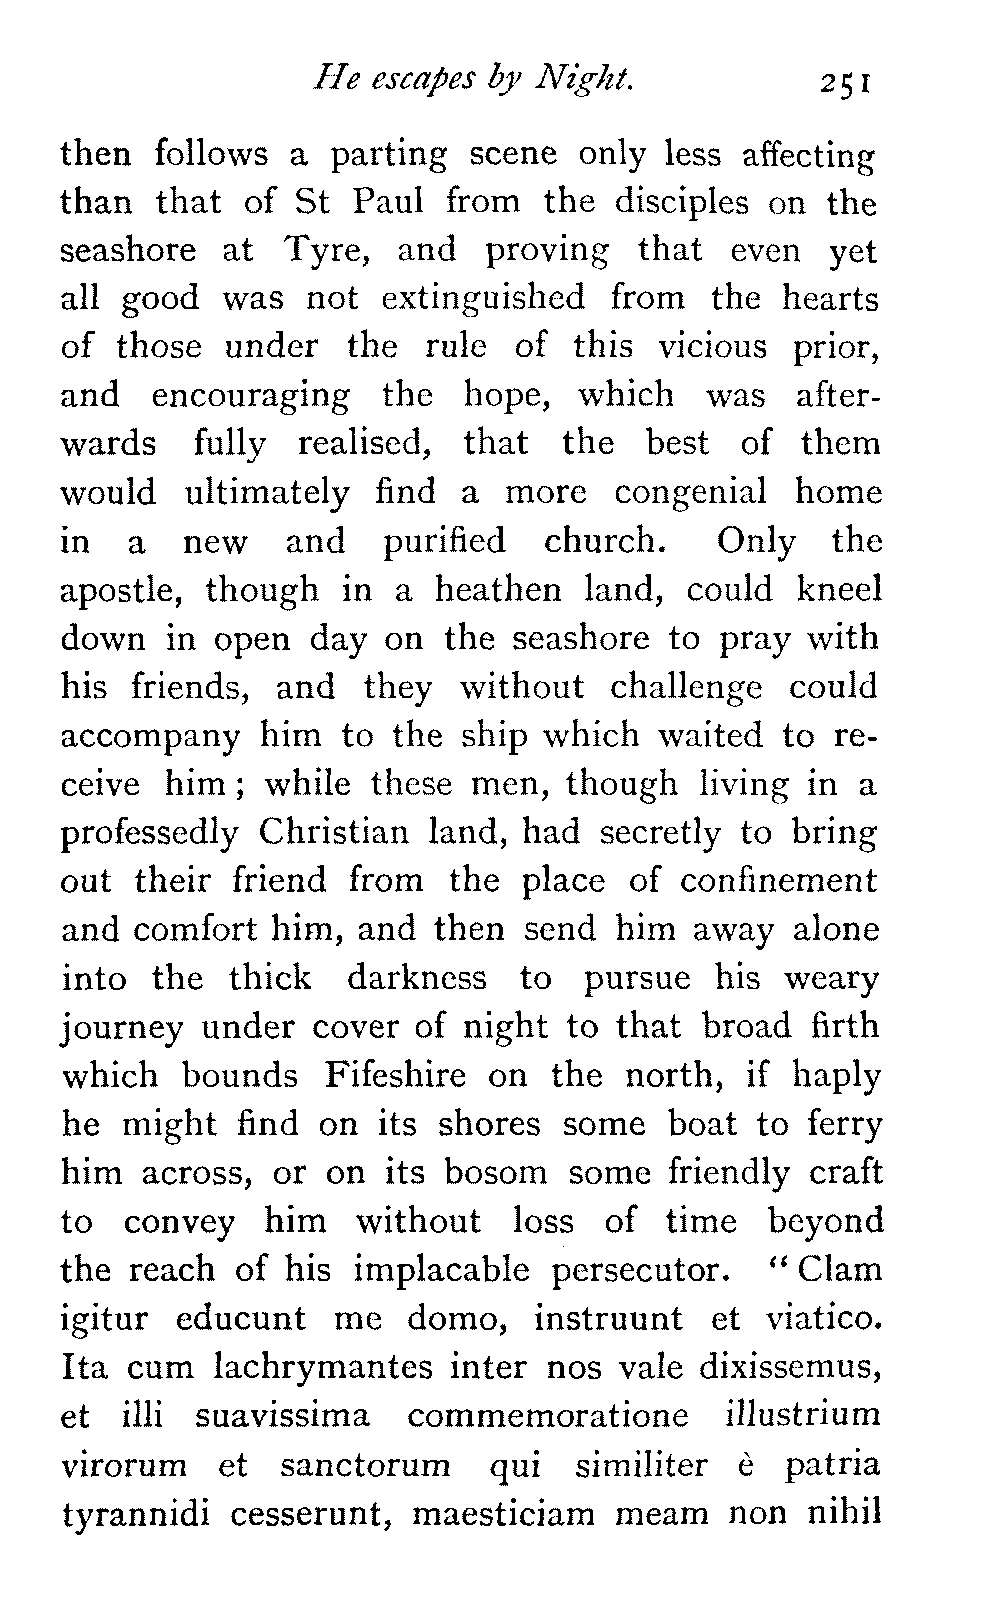 He escapes by Night. 251
then follows a parting scene only less affecting
than that of St Paul from the disciples on the
seashore at Tyre, and proving that even yet
all good was not extinguished from the hearts
of those under the rule of this vicious prior,
and encouraging the hope, which was after-
wards fully realised, that the best of them
would ultimately find a more congenial home
in a new and purified church. Only the
apostle, though in a heathen land, could kneel
down in open day on the seashore to pray with
his friends, and they without challenge could
accompany him to the ship which waited to re-
ceive him ; while these men, though living in a
professedly Christian land, had secretly to bring
out their friend from the place of confinement
and comfort him, and then send him away alone
into the thick darkness to pursue his weary
journey under cover of night to that broad firth
which bounds Fifeshire on the north, if haply
he might find on its shores some boat to ferry
him across, or on its bosom some friendly craft
to convey him without loss of time beyond
the reach of his implacable persecutor. “ Clam
igitur educunt me domo, instruunt et viatico.
Ita cum lachrymantes inter nos vale dixissemus,
et illi suavissima commemoratione illustrium
virorum et sanctorum qui similiter è patria
tyrannidi cesserunt, maesticiam meam non nihil